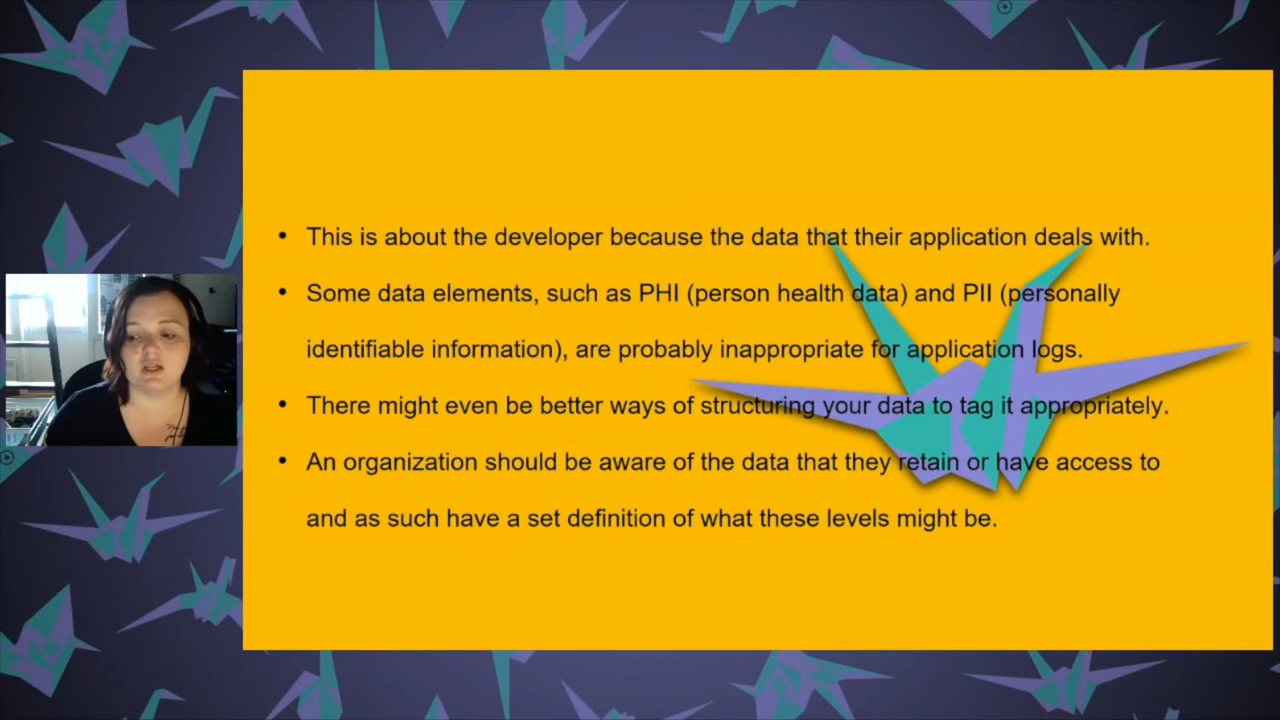 • This is about the developer because the data that their application deals with.
• Some data elements, such as PHI (person health data) and PII (personally
identifiable information), are probably inappropriate for application logs.
• There might even be better ways of structuring your data to tag it appropriately.
• An organization should be aware of the data that they retain or have access to
and as such have a set definition of what these levels might be.